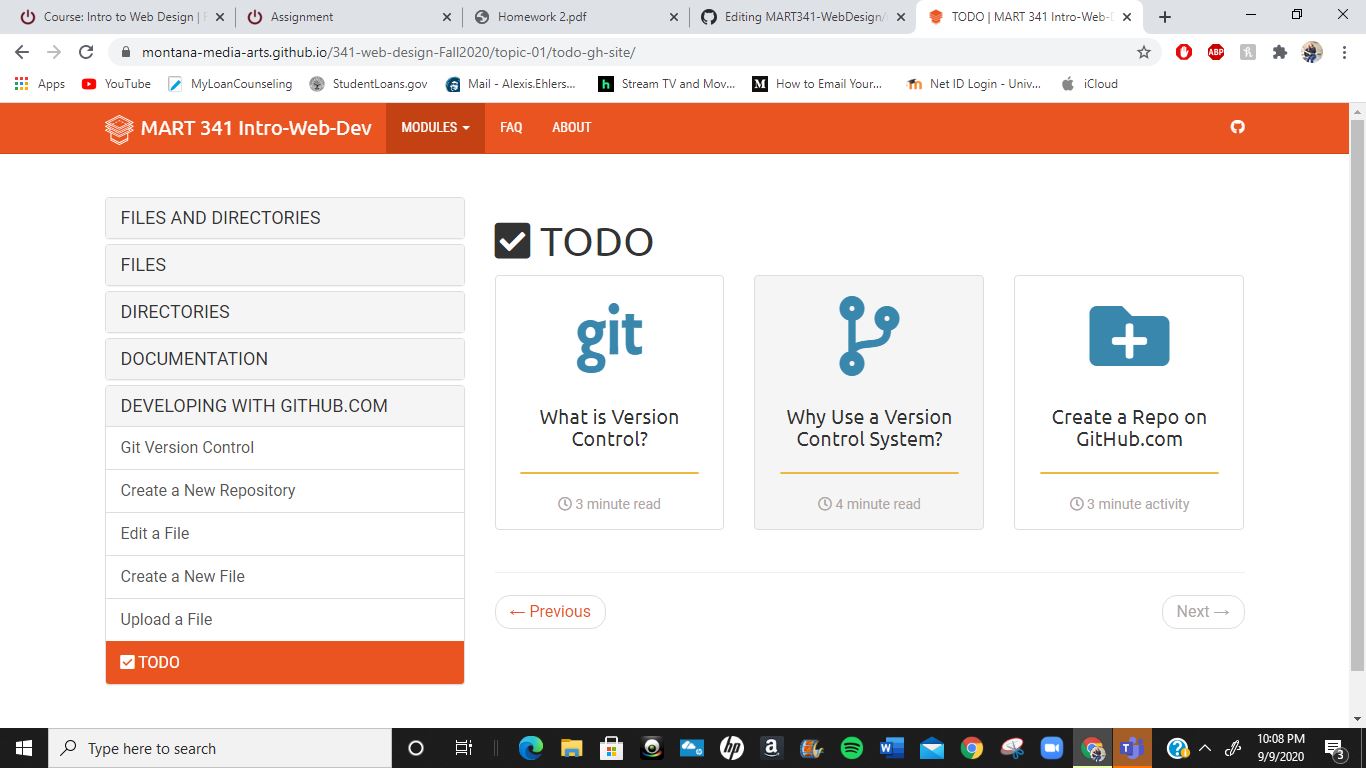 Course: Intro to Web Design | F
Assignment
Homework 2.pdf
Editing MART341-WebDesign/
TODO | MART 341 Intro-Web-D
montana-media-arts.github.io/341-web-design-Fall2020/topic-01/todo-gh-site/
ABP
Apps
YouTube
MyLoanCounseling
StudentLoans.gov
Mail - Alexis.Ehlers...
h
Stream TV and Mov...
M
How to Email Your...
Net ID Login - Univ...
iCloud
MART 341 Intro-Web-Dev
MODULES
FAQ
ABOUT
FILES AND DIRECTORIES
FILES
DIRECTORIES
DOCUMENTATION
DEVELOPING WITH GITHUB.COM
Git Version Control
Create a New Repository
Edit a File
Create a New File
Upload a File
TODO
TODO
git
What is Version
Control?
3 minute read
Why Use a Version
Control System?
4 minute read
Create a Repo on
GitHub.com
3 minute activity
← Previous
Next →
Type here to search
hp
a
W
T
?
10:08 PM
9/9/2020
3